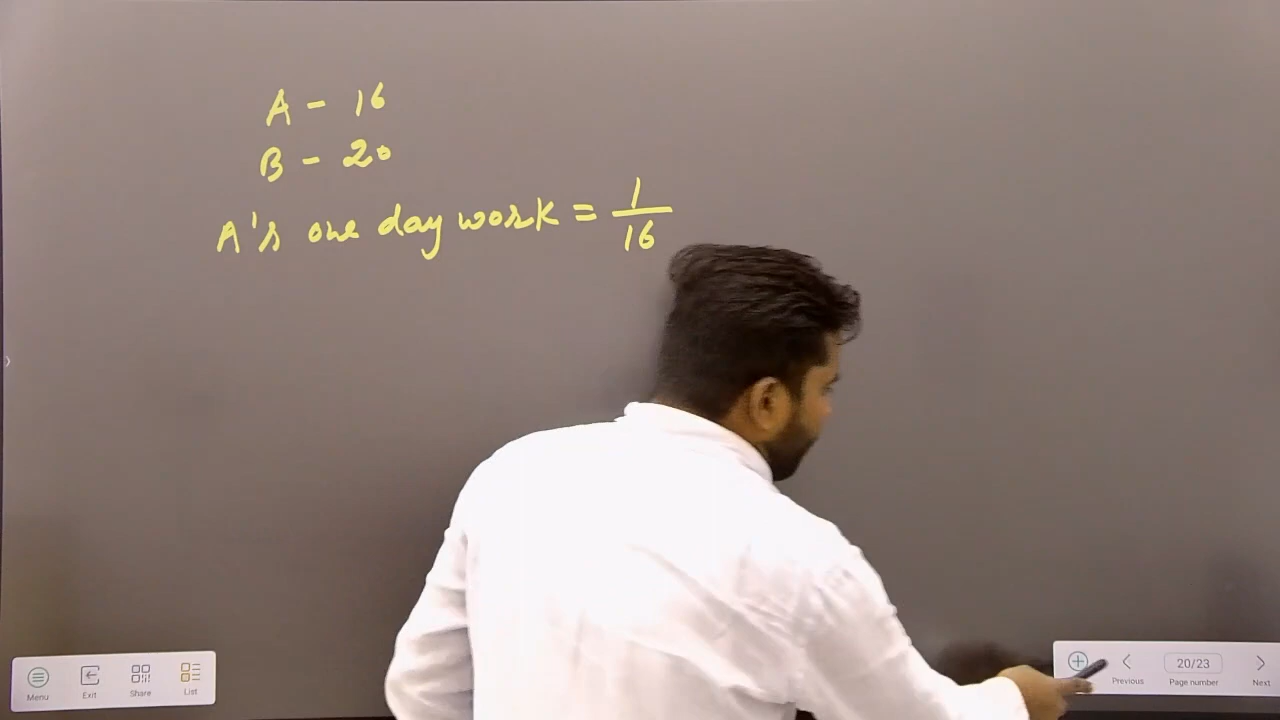 A - 16
B - 20
A's one day work = 1/16
Menu
Exit
Share
List
Previous
20/23
Page number
Next